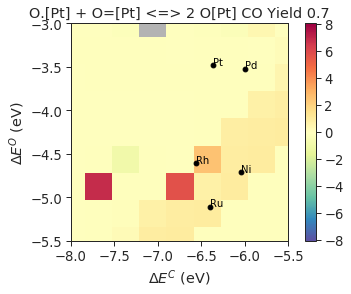 O.[Pt] + O=[Pt] <=> 2 O[Pt] CO Yield 0.7
−3.0
−3.5
−4.0
−4.5
−5.0
−5.5
ΔE^O (eV)
Pt
Pd
Rh
Ni
Ru
−8.0
−7.5
−7.0
−6.5
−6.0
−5.5
ΔE^C (eV)
8
6
4
2
0
−2
−4
−6
−8